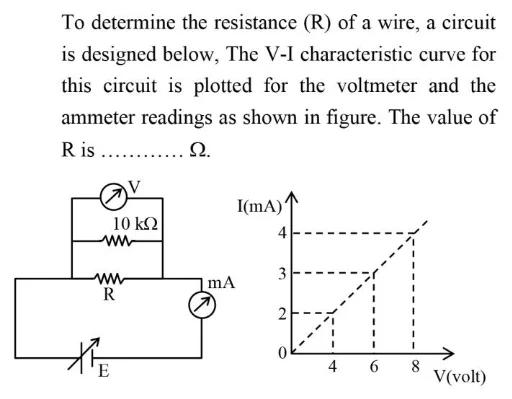 To determine the resistance (R) of a wire, a circuit
is designed below, The V-I characteristic curve for
this circuit is plotted for the voltmeter and the
ammeter readings as shown in figure. The value of
R is ............ Ω.
V
10 kΩ
R
mA
E
I(mA)
4
3
2
0
4 6 8
V(volt)